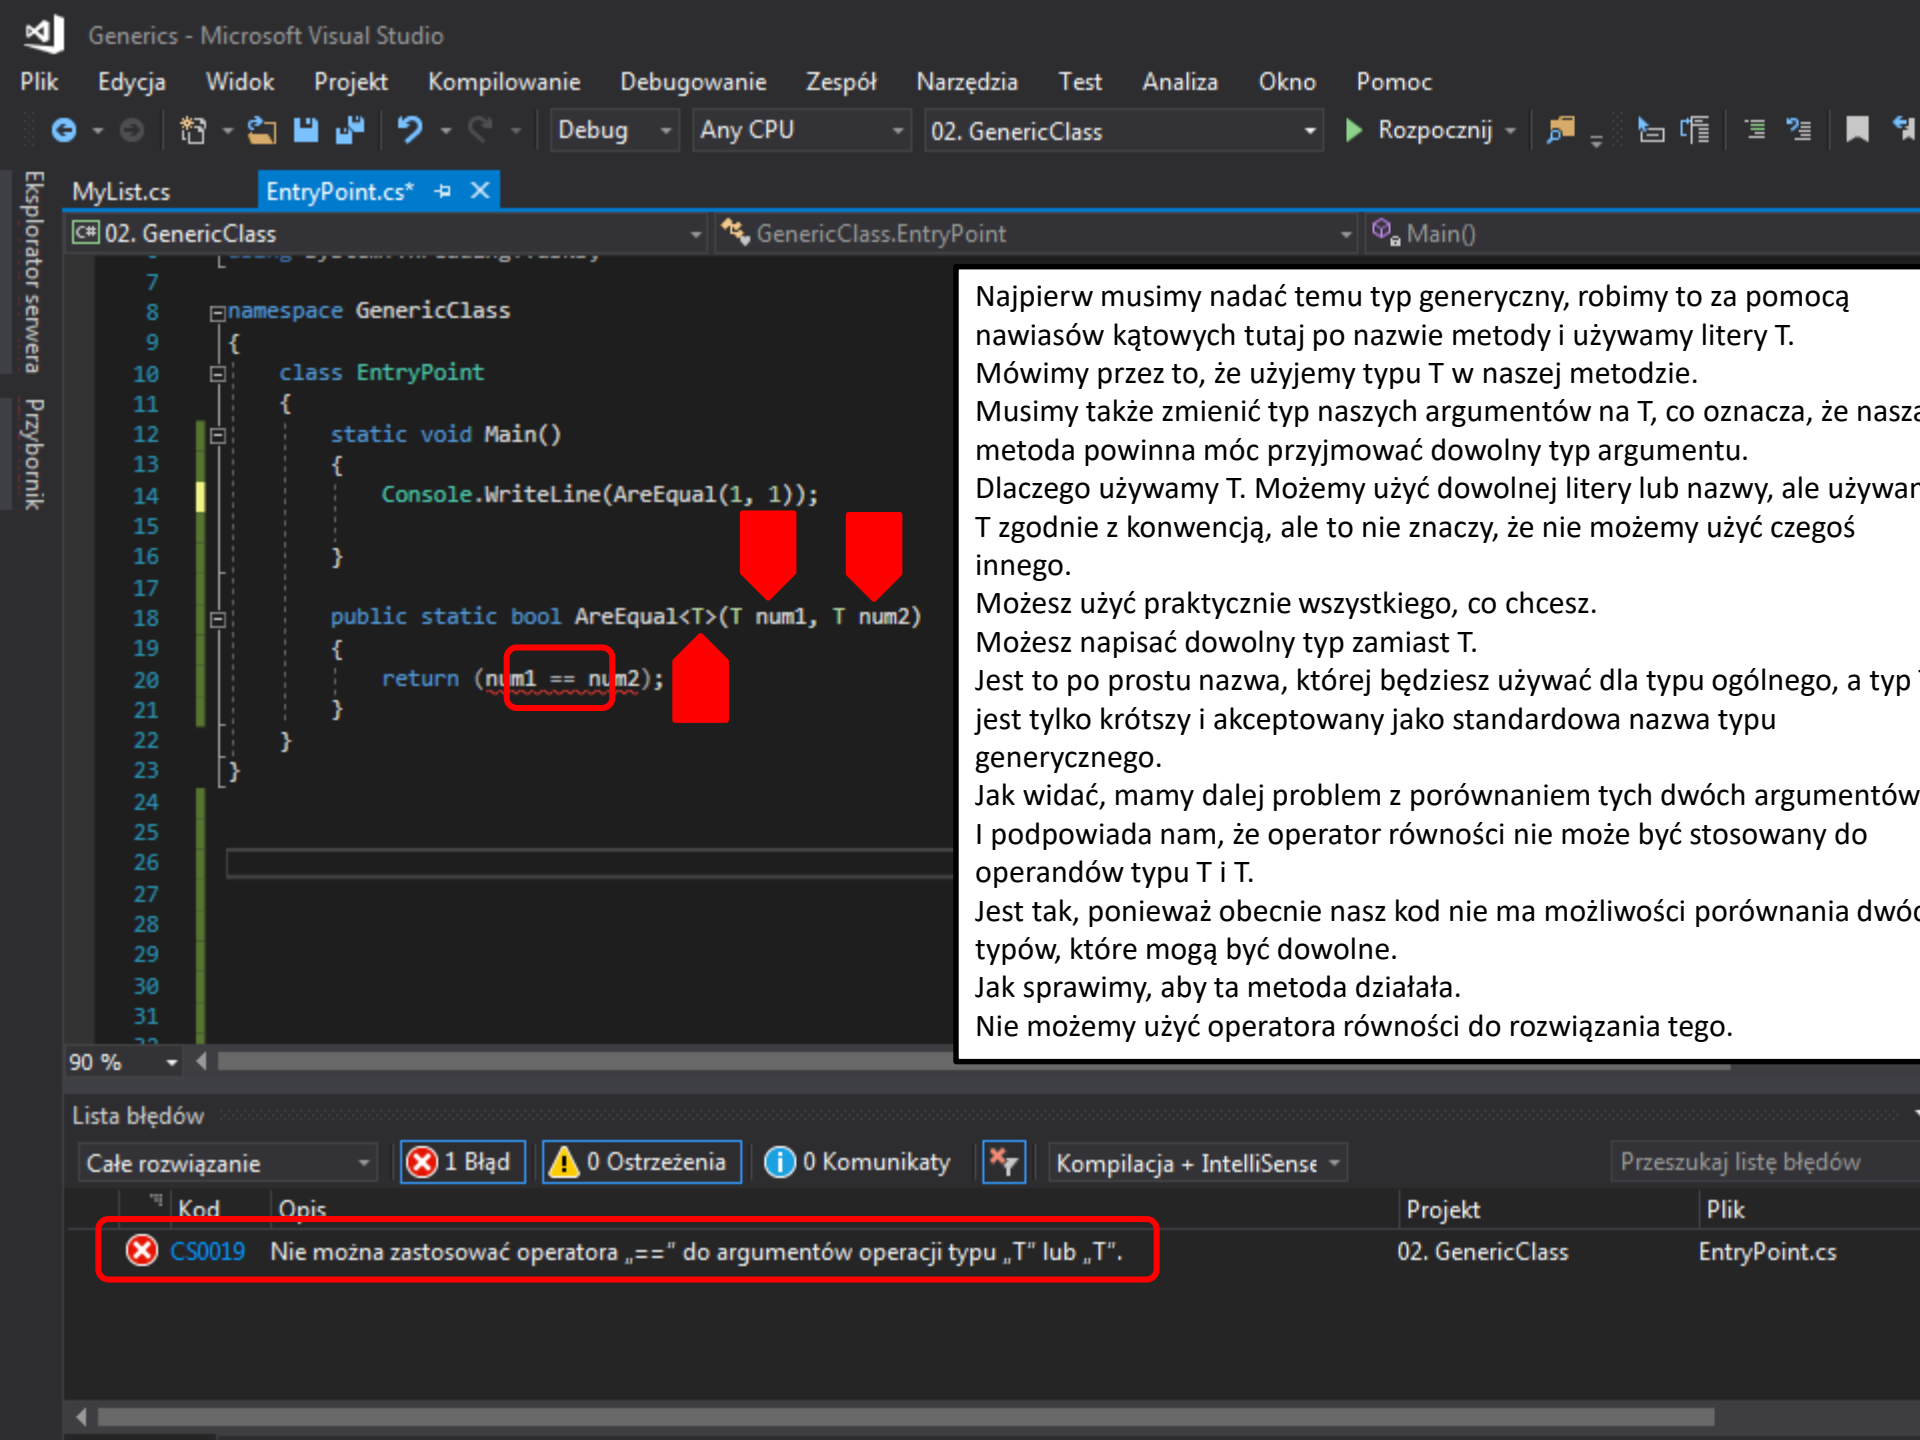 Generics - Microsoft Visual Studio
Plik Edycja Widok Projekt Kompilowanie Debugowanie Zespół Narzędzia Test Analiza Okno Pomoc
Debug Any CPU 02. GenericClass Rozpocznij
Eksplorator serwera
Przybornik
MyList.cs EntryPoint.cs*
C# 02. GenericClass GenericClass.EntryPoint Main()
7
8 namespace GenericClass
9 {
10 class EntryPoint
11 {
12 static void Main()
13 {
14 Console.WriteLine(AreEqual(1, 1));
15
16 }
17
18 public static bool AreEqual<T>(T num1, T num2)
19 {
20 return (num1 == num2);
21 }
22 }
23 }
24
25
26
27
28
29
30
31
Najpierw musimy nadać temu typ generyczny, robimy to za pomocą
nawiasów kątowych tutaj po nazwie metody i używamy litery T.
Mówimy przez to, że użyjemy typu T w naszej metodzie.
Musimy także zmienić typ naszych argumentów na T, co oznacza, że nasza
metoda powinna móc przyjmować dowolny typ argumentu.
Dlaczego używamy T. Możemy użyć dowolnej litery lub nazwy, ale
T zgodnie z konwencją, ale to nie znaczy, że nie możemy użyć czegoś
innego.
Możesz użyć praktycznie wszystkiego, co chcesz.
Możesz napisać dowolny typ zamiast T.
Jest to po prostu nazwa, której będziesz używać dla typu ogólnego, a typ
jest tylko krótszy i akceptowany jako standardowa nazwa typu
generycznego.
Jak widać, mamy dalej problem z porównaniem tych dwóch argumentów
I podpowiada nam, że operator równości nie może być stosowany do
operandów typu T i T.
Jest tak, ponieważ obecnie nasz kod nie ma możliwości porównania
typów, które mogą być dowolne.
Jak sprawimy, aby ta metoda działała.
Nie możemy użyć operatora równości do rozwiązania tego.
90 %
Lista błędów
Całe rozwiązanie 1 Błąd 0 Ostrzeżenia 0 Komunikaty Kompilacja + IntelliSense Przeszukaj listę błędów
Kod Opis Projekt Plik
CS0019 Nie można zastosować operatora „==” do argumentów operacji typu „T” lub „T”. 02. GenericClass EntryPoint.cs